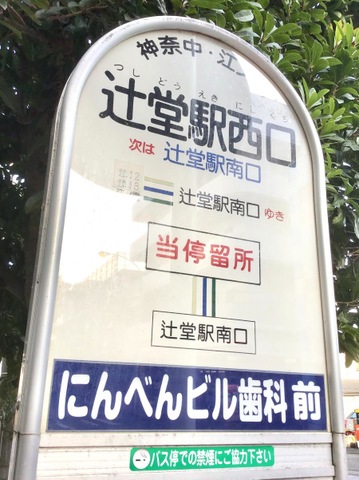 神奈中・江
つじどうえきにしぐち
辻堂駅西口
次は 辻堂駅南口
辻堂駅南口 ゆき
当停留所
辻堂駅南口
にんべんビル歯科 前
バス停での禁煙にご協力下さい